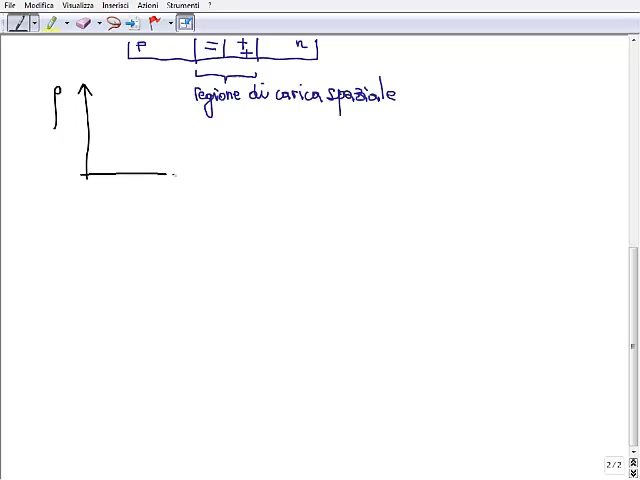 File Modifica Visualizza Inserisci Azioni Strumenti ?
p = + + n
regione di carica spaziale
ρ
2 / 2